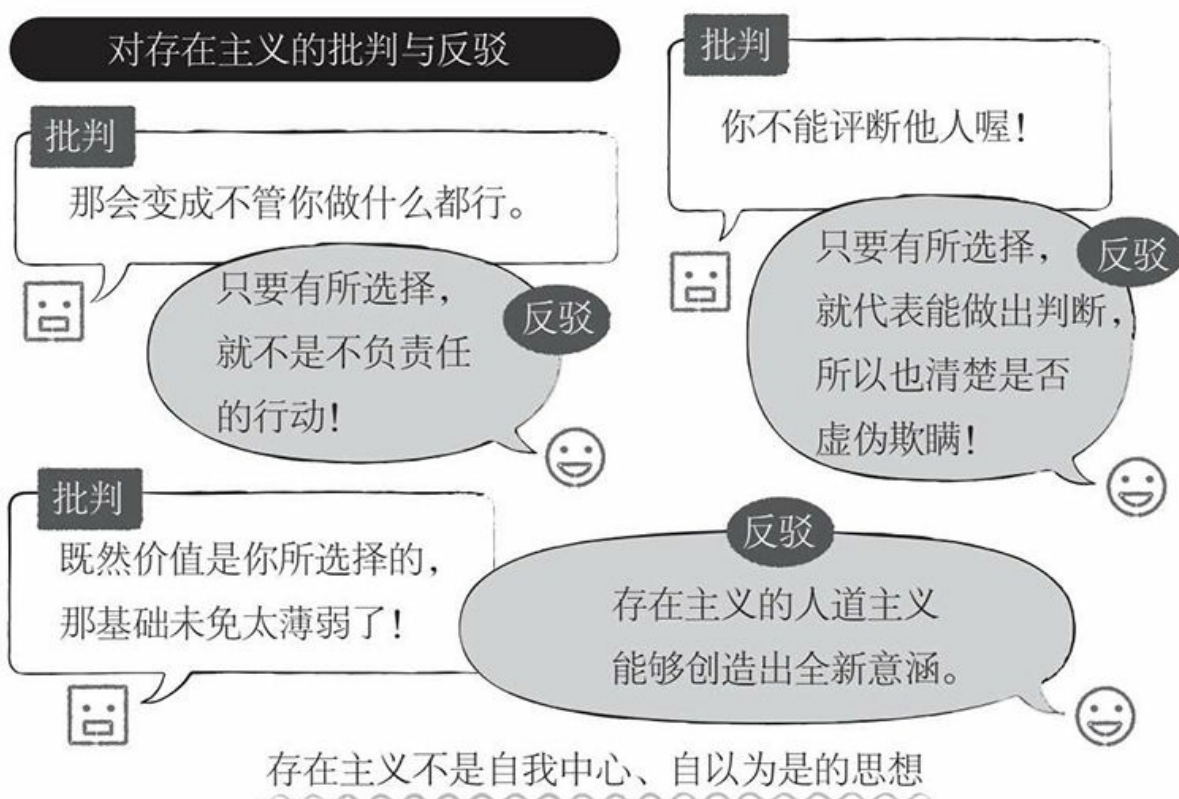 对存在主义的批判与反驳
批判
那会变成不管你做什么都行。
反驳
只要有所选择，
就不是不负责任
的行动！
批判
你不能评断他人喔！
反驳
只要有所选择，
就代表能做出判断，
所以也清楚是否
虚伪欺瞒！
批判
既然价值是你所选择的，
那基础未免太薄弱了！
反驳
存在主义的人道主义
能够创造出全新意涵。
存在主义不是自我中心、自以为是的思想